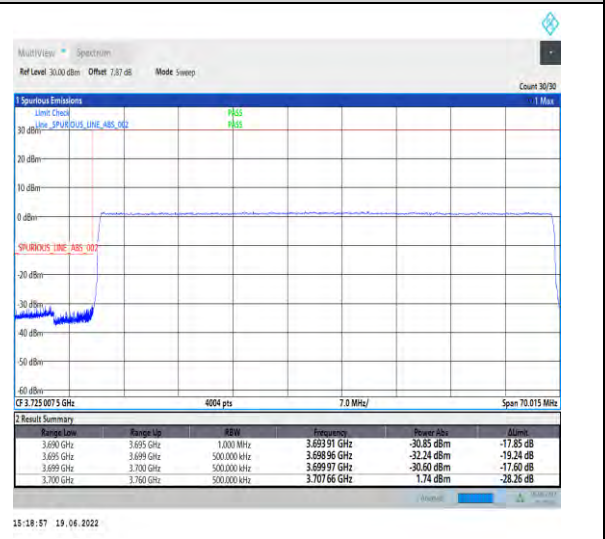 MultiView Spectrum
Ref Level 30.00 dBm Offset 7.87 dB Mode Sweep
Count 30/30
1 Spurious Emissions 1 Max
Limit Check PASS
Line _SPURIOUS_LINE_ABS_002 PASS
30 dBm
20 dBm
10 dBm
0 dBm
_SPURIOUS_LINE_ABS_002
-20 dBm
-30 dBm
-40 dBm
-50 dBm
-60 dBm
CF 3.725 007 5 GHz 4004 pts 7.0 MHz/ Span 70.015 MHz
2 Result Summary
Range Low Range Up RBW Frequency Power Abs ΔLimit
3.690 GHz 3.695 GHz 1.000 MHz 3.693 91 GHz -30.85 dBm -17.85 dB
3.695 GHz 3.699 GHz 500.000 kHz 3.698 96 GHz -32.24 dBm -19.24 dB
3.699 GHz 3.700 GHz 500.000 kHz 3.699 97 GHz -30.60 dBm -17.60 dB
3.700 GHz 3.760 GHz 500.000 kHz 3.707 66 GHz 1.74 dBm -28.26 dB
15:18:57 19.06.2022